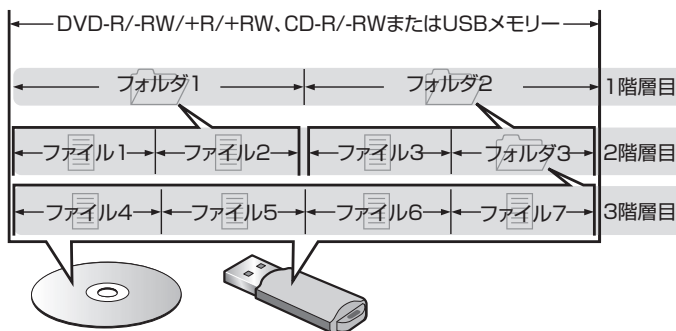 DVD-R/-RW/+R/+RW、CD-R/-RWまたはUSBメモリー
フォルダ1 フォルダ2 1階層目
ファイル1 ファイル2 ファイル3 フォルダ3 2階層目
ファイル4 ファイル5 ファイル6 ファイル7 3階層目